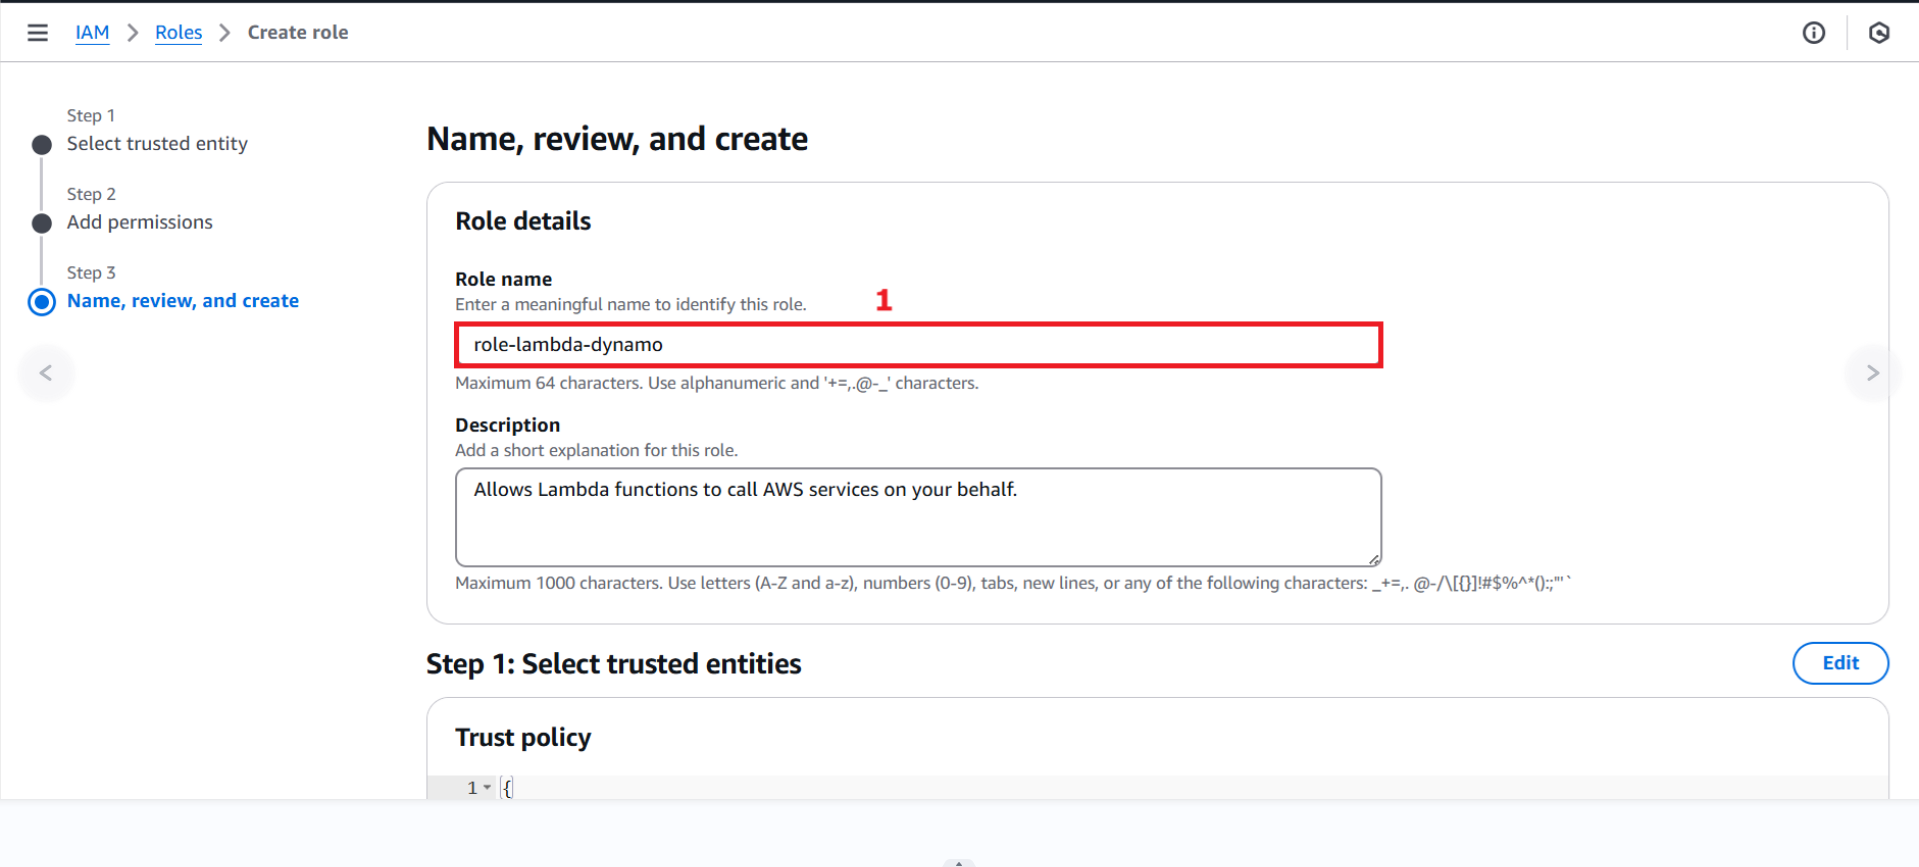 IAM > Roles > Create role
Step 1
Select trusted entity
Step 2
Add permissions
Step 3
Name, review, and create
Name, review, and create
Role details
Role name
Enter a meaningful name to identify this role.
1
role-lambda-dynamo
Maximum 64 characters. Use alphanumeric and '+=,.@-_' characters.
Description
Add a short explanation for this role.
Allows Lambda functions to call AWS services on your behalf.
Maximum 1000 characters. Use letters (A-Z and a-z), numbers (0-9), tabs, new lines, or any of the following characters: _+=,. @-/\[{}]!#$%^*();:;"'`
Step 1: Select trusted entities
Edit
Trust policy
1 {